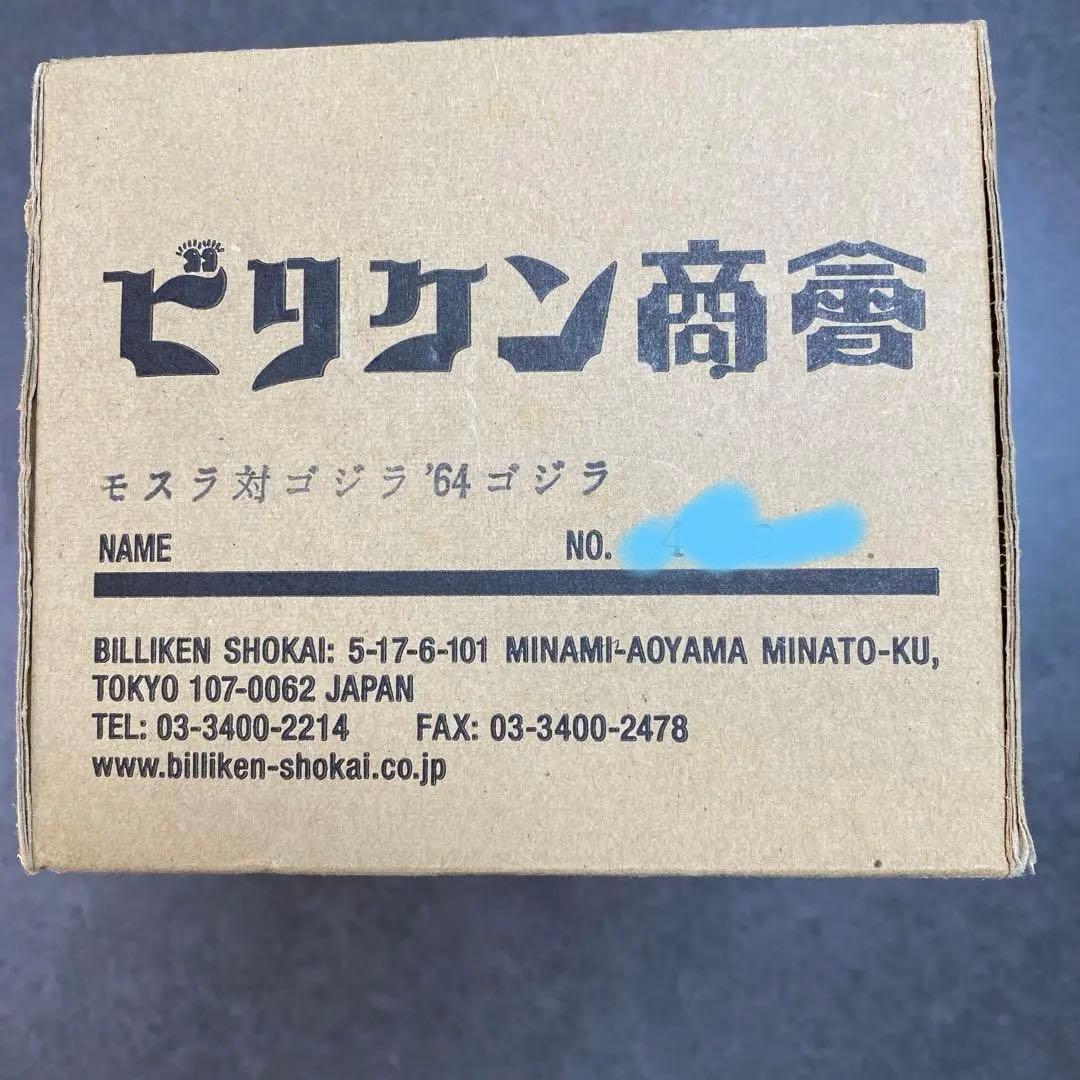 ビリケン商會
モスラ対ゴジラ'64ゴジラ
NAME NO.
BILLIKEN SHOKAI: 5-17-6-101 MINAMI-AOYAMA MINATO-KU,
TOKYO 107-0062 JAPAN
TEL: 03-3400-2214 FAX: 03-3400-2478
www.billiken-shokai.co.jp